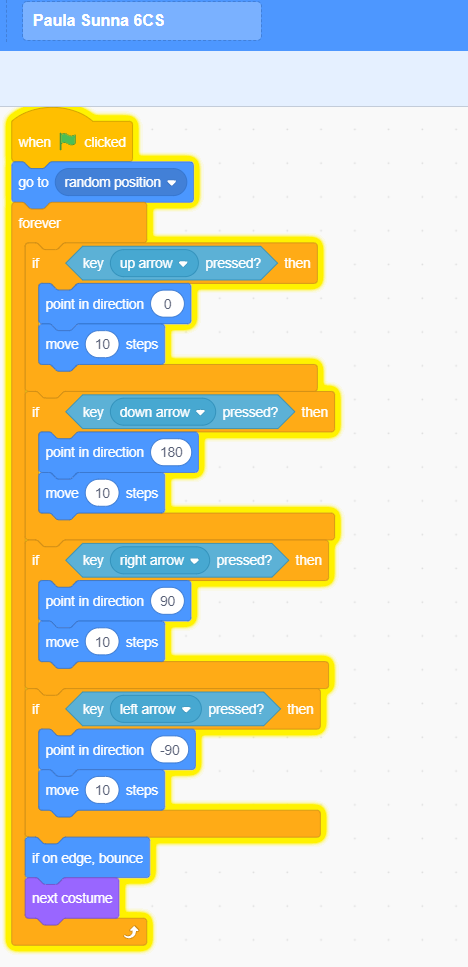 Paula Sunna 6CS
when clicked
go to random position
forever
if key up arrow pressed? then
point in direction 0
move 10 steps
if key down arrow pressed? then
point in direction 180
move 10 steps
if key right arrow pressed? then
point in direction 90
move 10 steps
if key left arrow pressed? then
point in direction -90
move 10 steps
if on edge, bounce
next costume